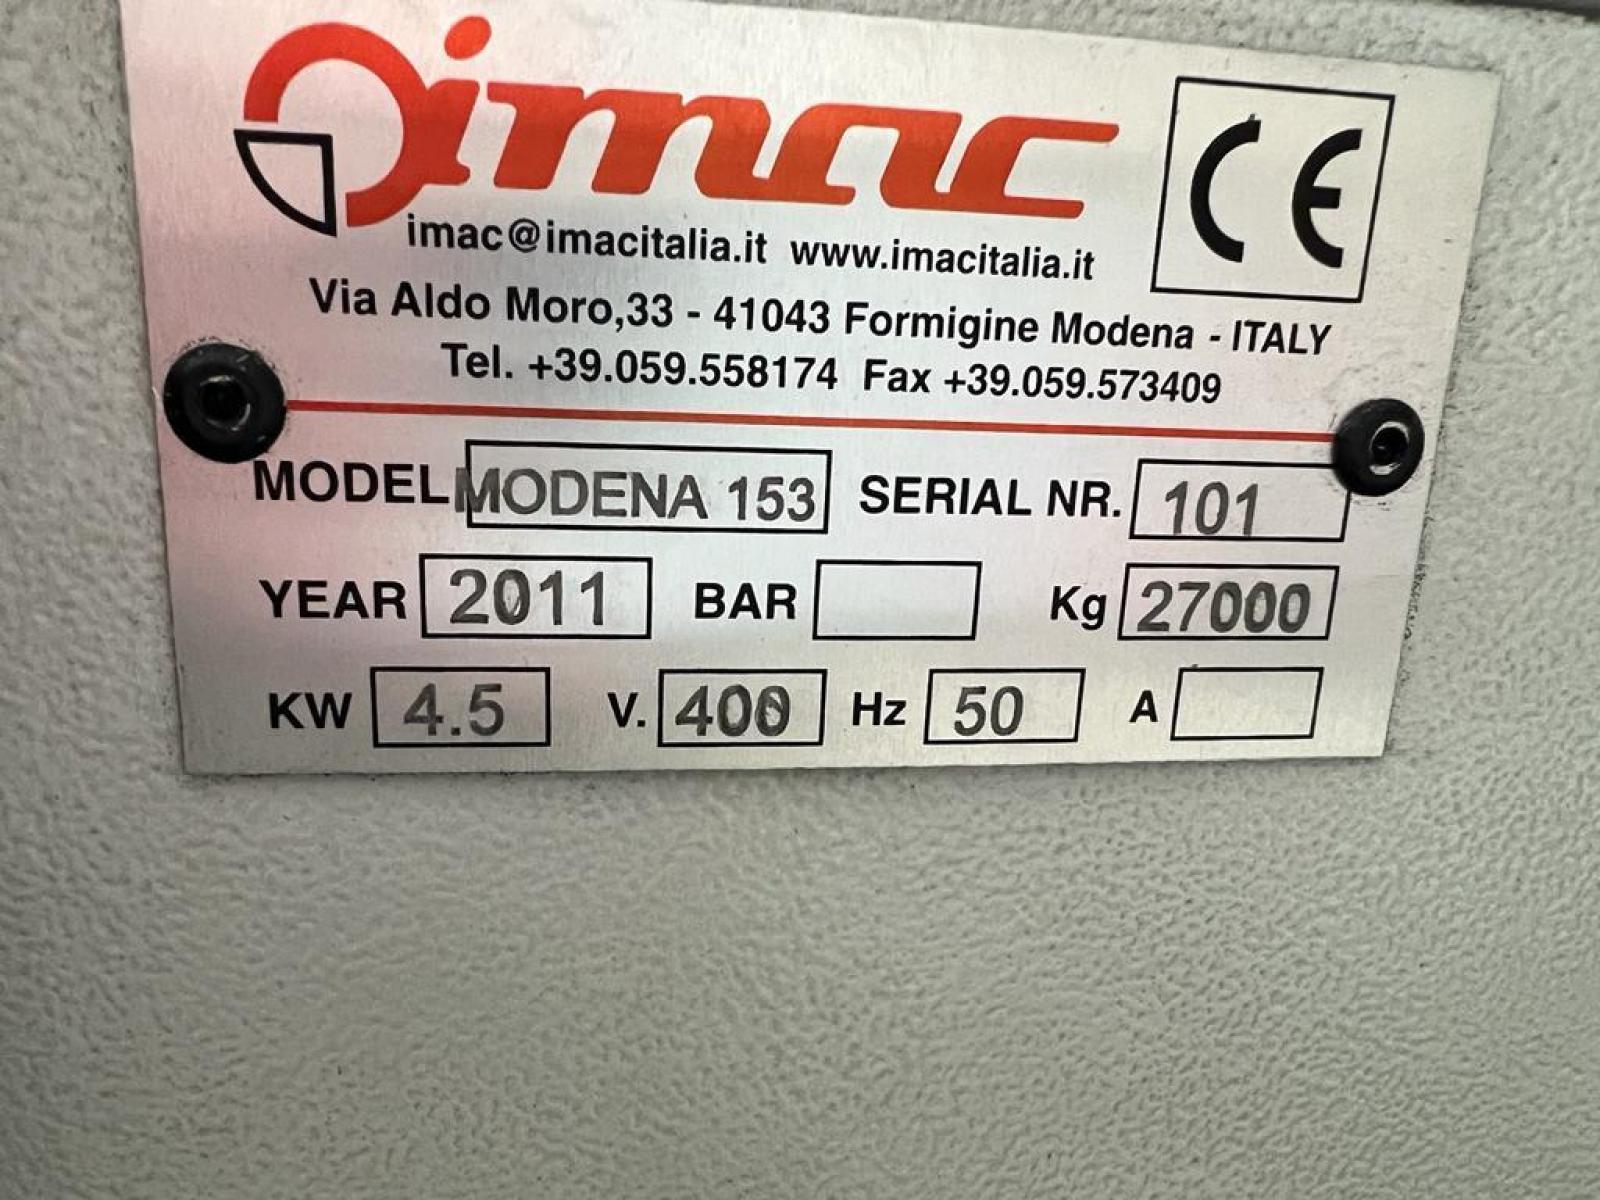 imac CE
imac@imacitalia.it www.imacitalia.it
Via Aldo Moro,33 - 41043 Formigine Modena - ITALY
Tel. +39.059.558174 Fax +39.059.573409
MODEL MODENA 153 SERIAL NR. 101
YEAR 2011 BAR Kg 27000
KW 4.5 V. 400 Hz 50 A